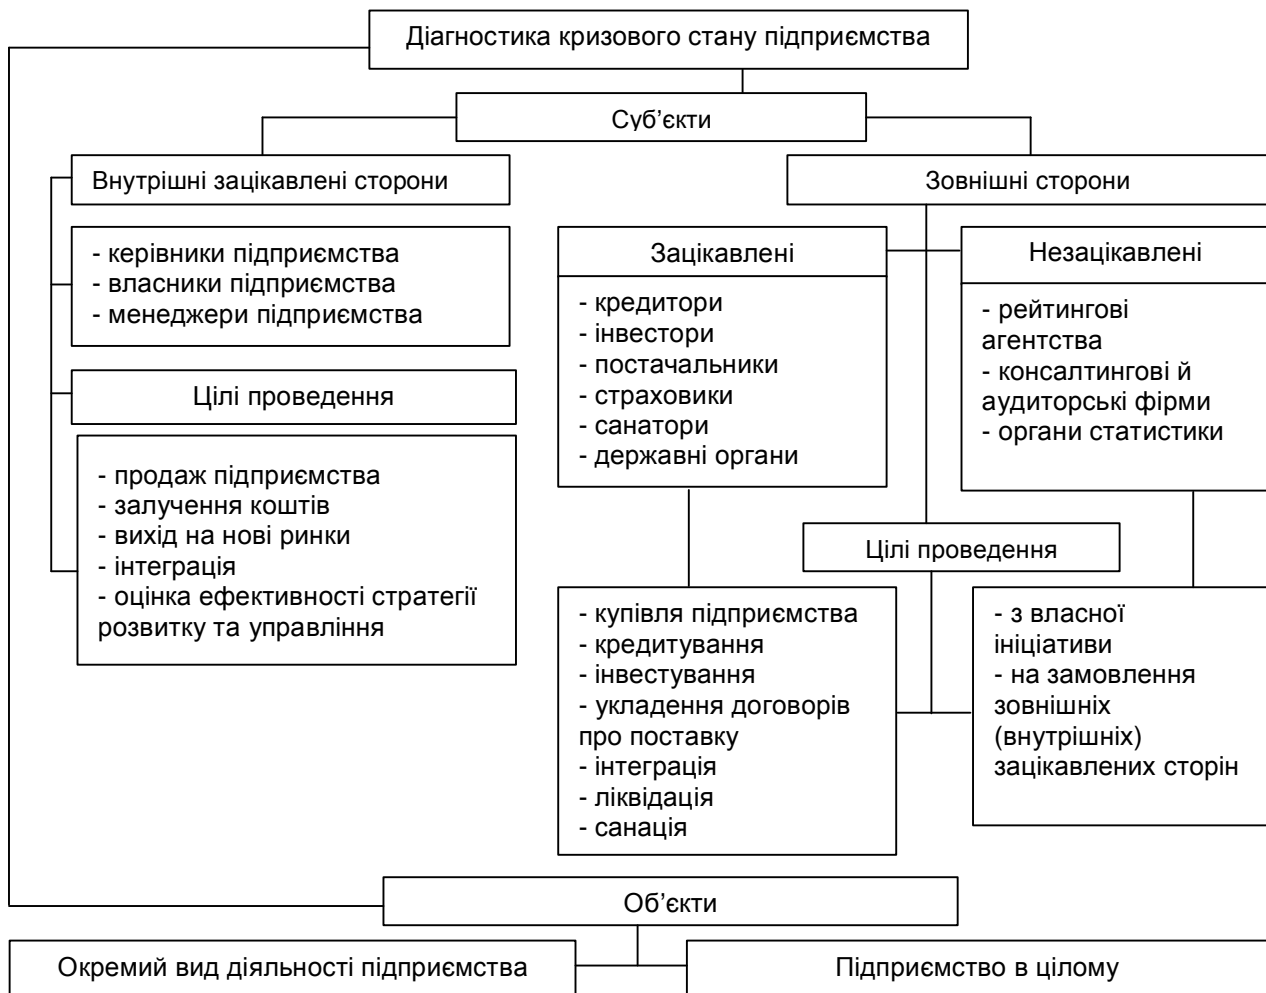 Діагностика кризового стану підприємства
Суб’єкти
Внутрішні зацікавлені сторони
- керівники підприємства
- власники підприємства
- менеджери підприємства
Цілі проведення
- продаж підприємства
- залучення коштів
- вихід на нові ринки
- інтеграція
- оцінка ефективності стратегії
розвитку та управління
Зовнішні сторони
Зацікавлені
- кредитори
- інвестори
- постачальники
- страховики
- санатори
- державні органи
Незацікавлені
- рейтингові
агентства
- консалтингові й
аудиторські фірми
- органи статистики
Цілі проведення
- купівля підприємства
- кредитування
- інвестування
- укладення договорів
про поставку
- інтеграція
- ліквідація
- санація
- з власної
ініціативи
- на замовлення
зовнішніх
(внутрішніх)
зацікавлених сторін
Об’єкти
Окремий вид діяльності підприємства
Підприємство в цілому